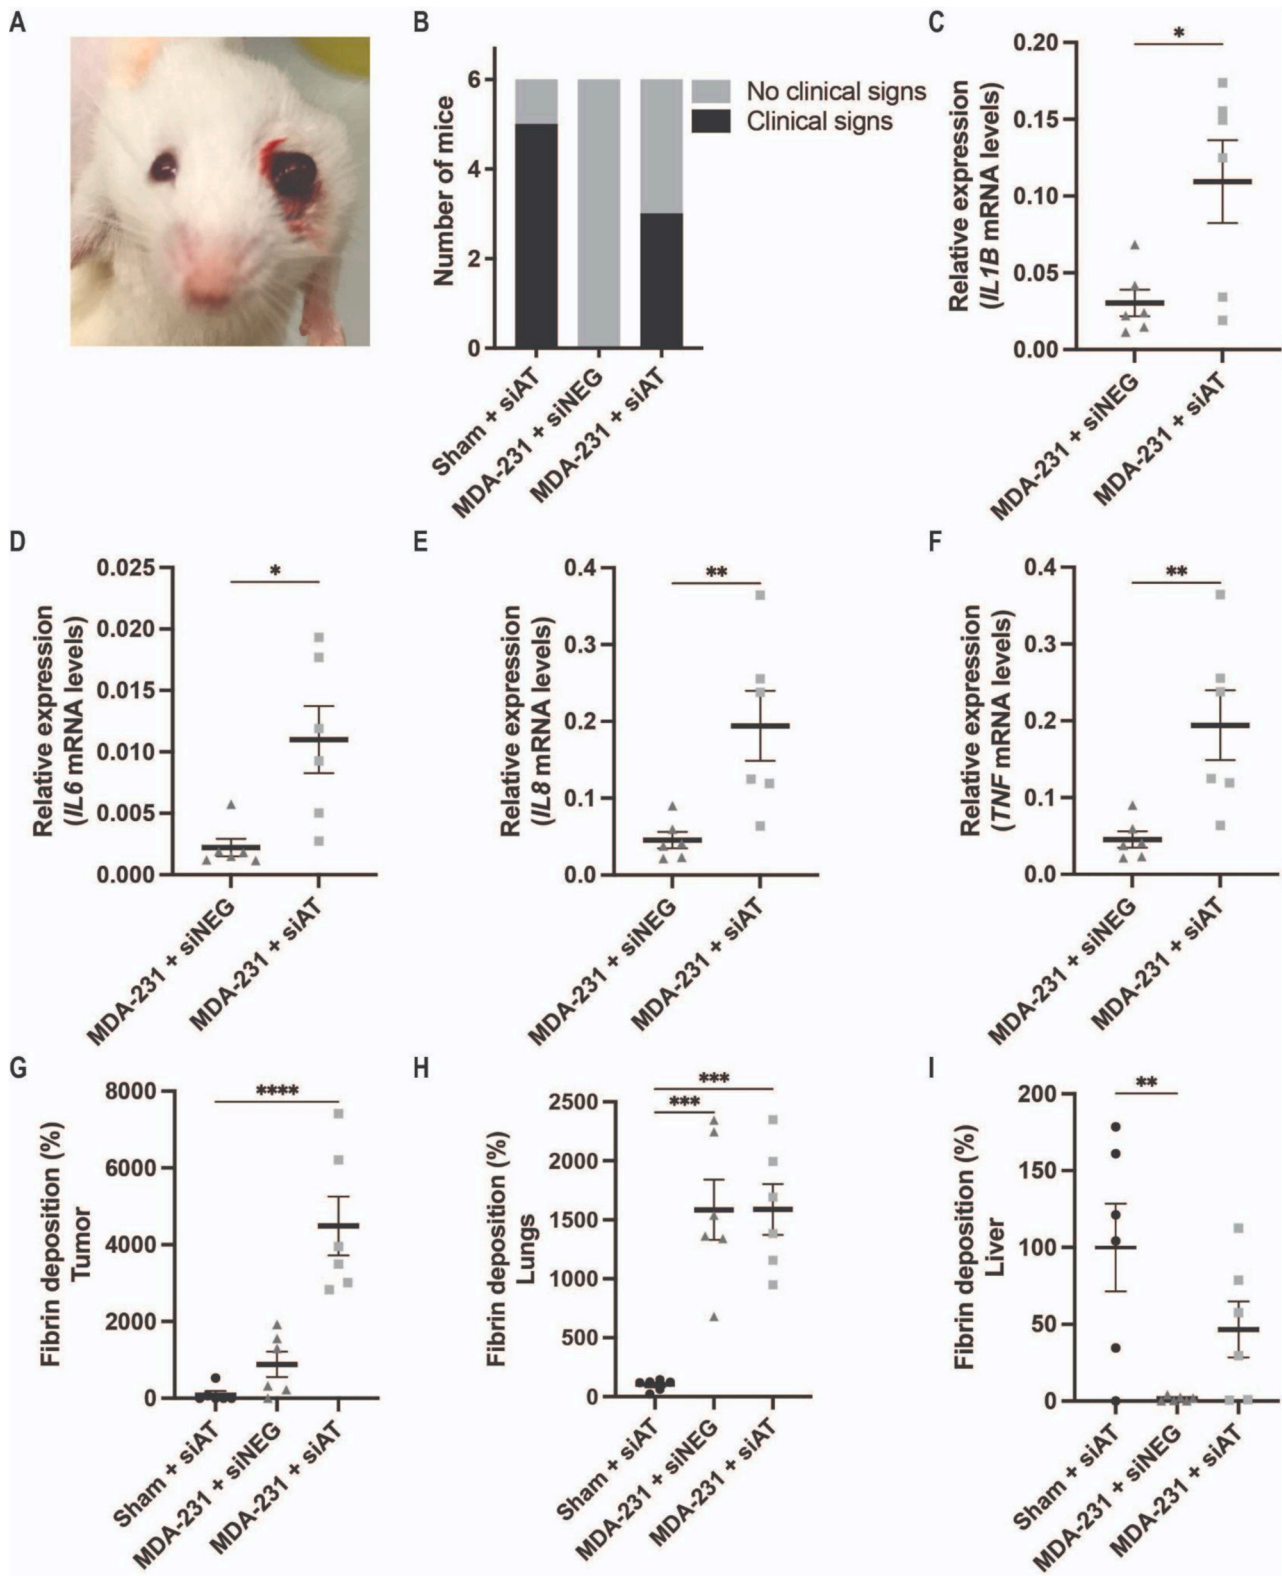 A
B
Number of mice
6
4
2
0
No clinical signs
Clinical signs
Sham + siAT
MDA-231 + siNEG
MDA-231 + siAT
C
Relative expression
(IL1B mRNA levels)
0.20
0.15
0.10
0.05
0.00
*
MDA-231 + siNEG
MDA-231 + siAT
D
Relative expression
(IL6 mRNA levels)
0.025
0.020
0.015
0.010
0.005
0.000
*
MDA-231 + siNEG
MDA-231 + siAT
E
Relative expression
(IL8 mRNA levels)
0.4
0.3
0.2
0.1
0.0
**
MDA-231 + siNEG
MDA-231 + siAT
F
Relative expression
(TNF mRNA levels)
0.4
0.3
0.2
0.1
0.0
**
MDA-231 + siNEG
MDA-231 + siAT
G
Fibrin deposition (%)
Tumor
8000
6000
4000
2000
0
****
Sham + siAT
MDA-231 + siNEG
MDA-231 + siAT
H
Fibrin deposition (%)
Lungs
2500
2000
1500
1000
500
0
***
***
Sham + siAT
MDA-231 + siNEG
MDA-231 + siAT
I
Fibrin deposition (%)
Liver
200
150
100
50
0
**
Sham + siAT
MDA-231 + siNEG
MDA-231 + siAT